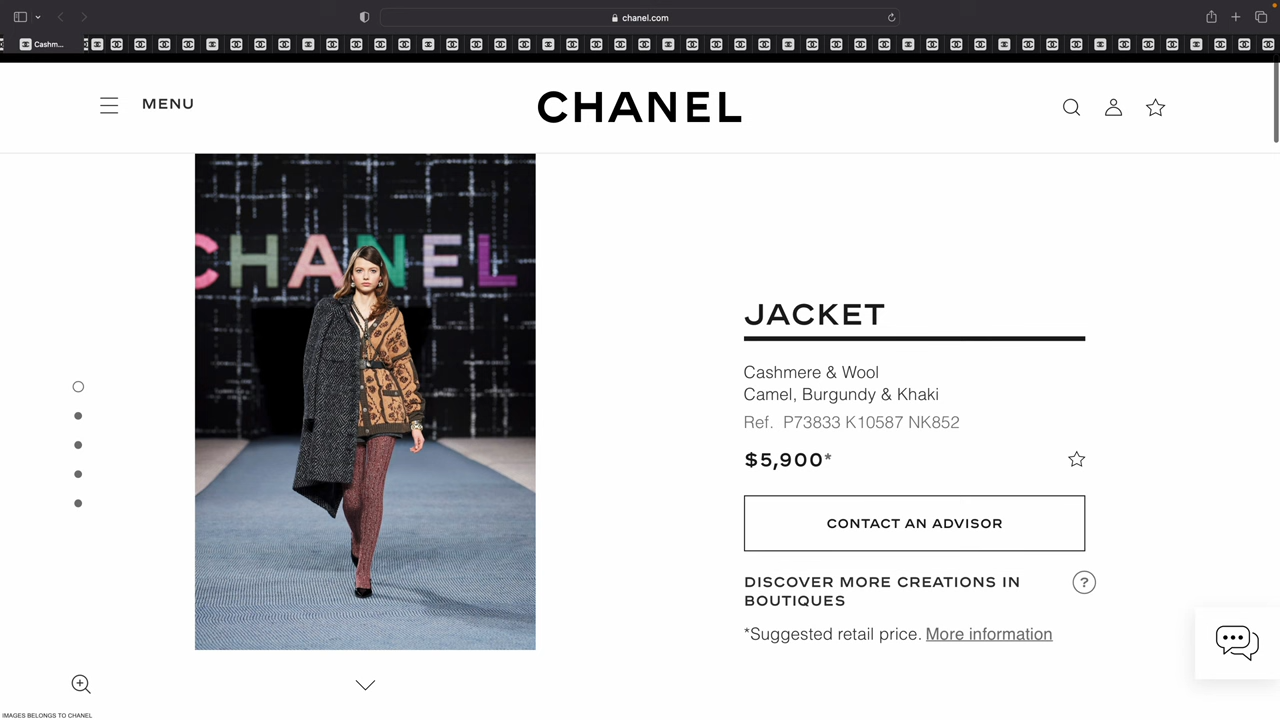 chanel.com
Cashm...
MENU
CHANEL
CHANEL
JACKET
Cashmere & Wool
Camel, Burgundy & Khaki
Ref. P73833 K10587 NK852
$5,900*
CONTACT AN ADVISOR
DISCOVER MORE CREATIONS IN
BOUTIQUES
?
*Suggested retail price. More information
IMAGES BELONGS TO CHANEL